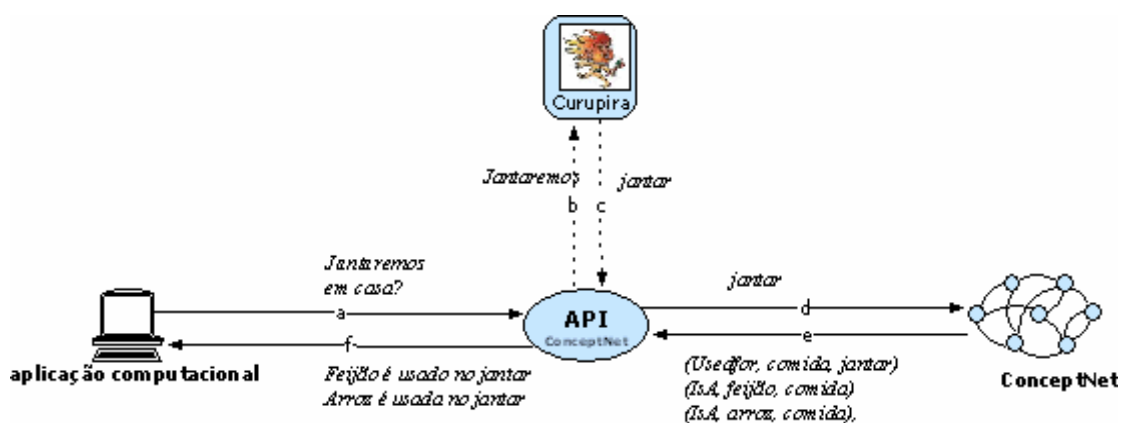 Curupira
Jantaremos
jantar
b
c
Jantaremos
em casa?
jantar
a
d
API
ConceptNet
f
e
aplicação computacional
Feijão é usado no jantar
Arroz é usada no jantar
(Usedfor, comida, jantar)
(IsA, feijão, comida)
(IsA, arroz, comida),
ConceptNet